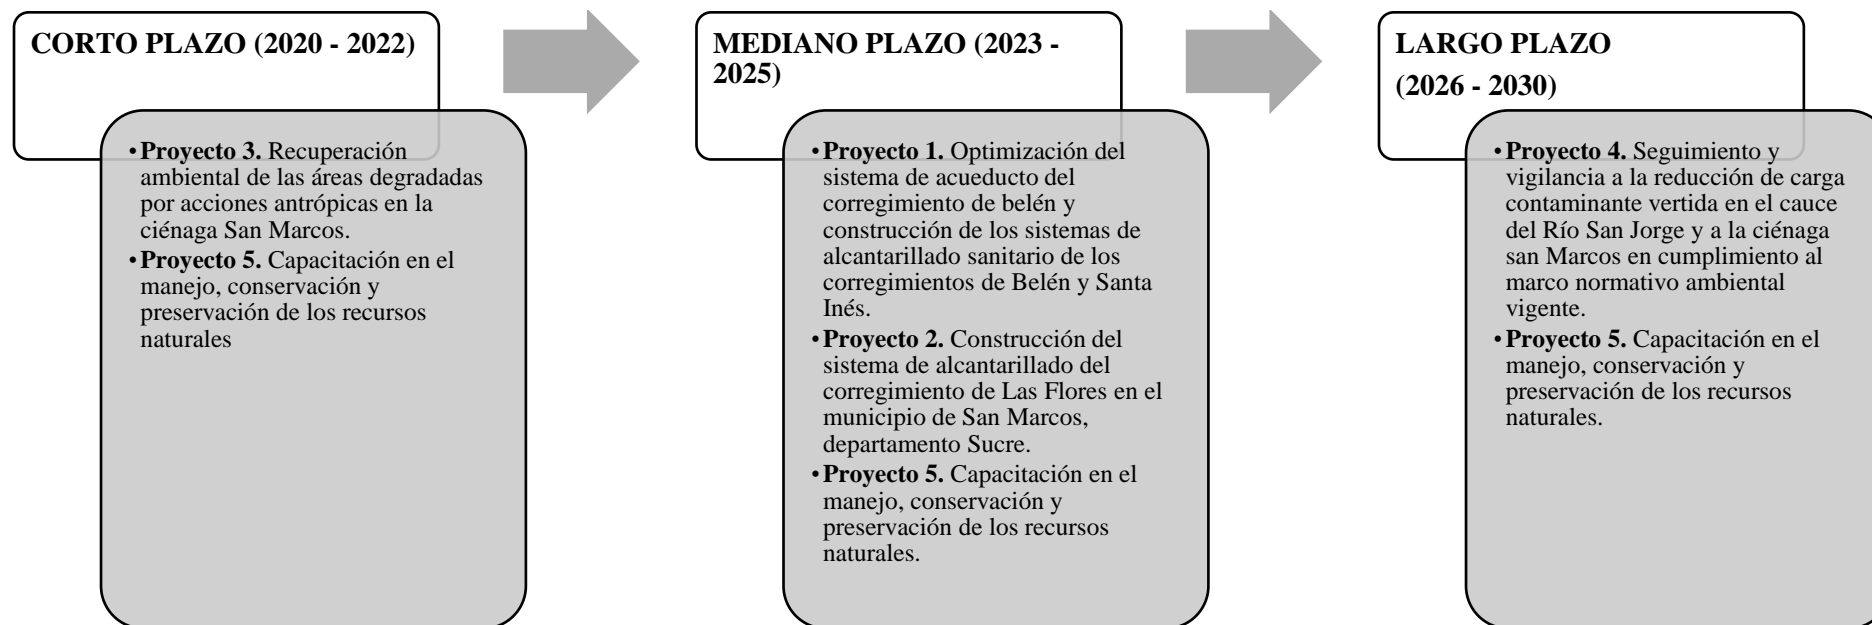 CORTO PLAZO (2020 - 2022)
• Proyecto 3. Recuperación
ambiental de las áreas degradadas
por acciones antrópicas en la
ciénaga San Marcos.
• Proyecto 5. Capacitación en el
manejo, conservación y
preservación de los recursos
naturales
MEDIANO PLAZO (2023 -
2025)
• Proyecto 1. Optimización del
sistema de acueducto del
corregimiento de belén y
construcción de los sistemas de
alcantarillado sanitario de los
corregimientos de Belén y Santa
Inés.
• Proyecto 2. Construcción del
sistema de alcantarillado del
corregimiento de Las Flores en el
municipio de San Marcos,
departamento Sucre.
• Proyecto 5. Capacitación en el
manejo, conservación y
preservación de los recursos
naturales.
LARGO PLAZO
(2026 - 2030)
• Proyecto 4. Seguimiento y
vigilancia a la reducción de carga
contaminante vertida en el cauce
del Río San Jorge y a la ciénaga
san Marcos en cumplimiento al
marco normativo ambiental
vigente.
• Proyecto 5. Capacitación en el
manejo, conservación y
preservación de los recursos
naturales.